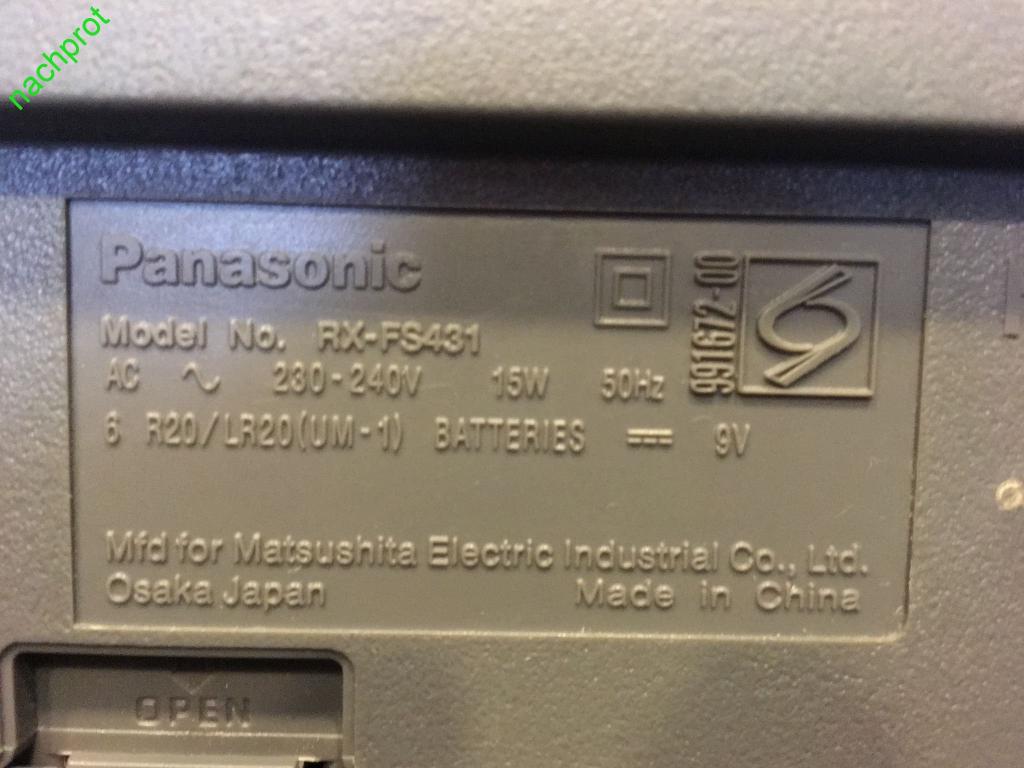 nachprot
Panasonic
Model No. RX-FS431
AC ∿ 230-240V 15W 50Hz
6 R20/LR20(UM-1) BATTERIES ⎓ 9V
991672-00
Mfd for Matsushita Electric Industrial Co., Ltd.
Osaka Japan Made in China
OPEN